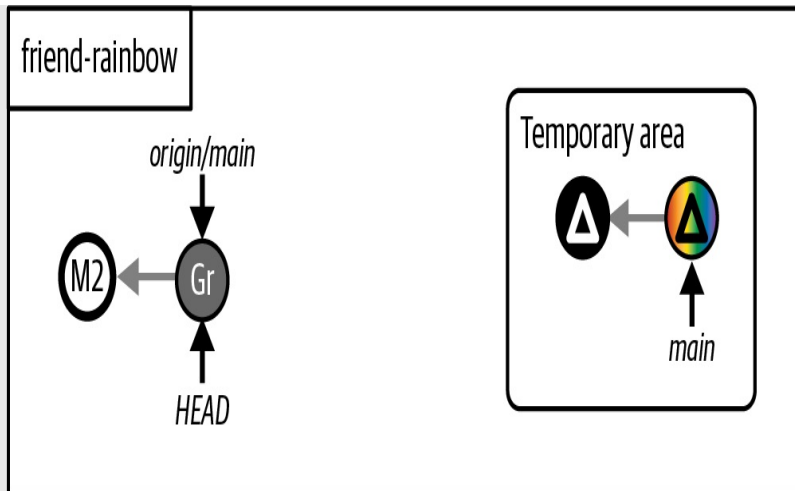 friend-rainbow
origin/main
Temporary area
M2
Gr
HEAD
main